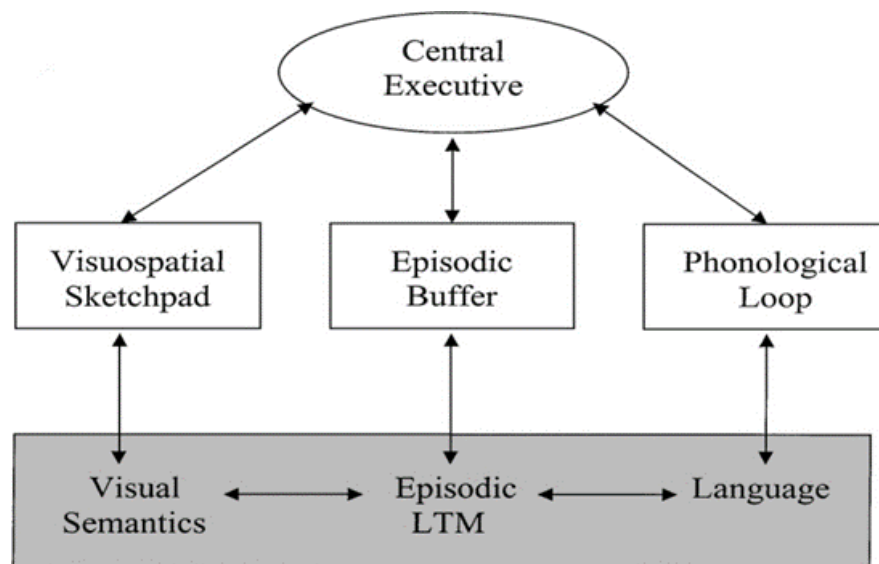 Central
Executive
Visuospatial
Sketchpad
Episodic
Buffer
Phonological
Loop
Visual
Semantics
Episodic
LTM
Language